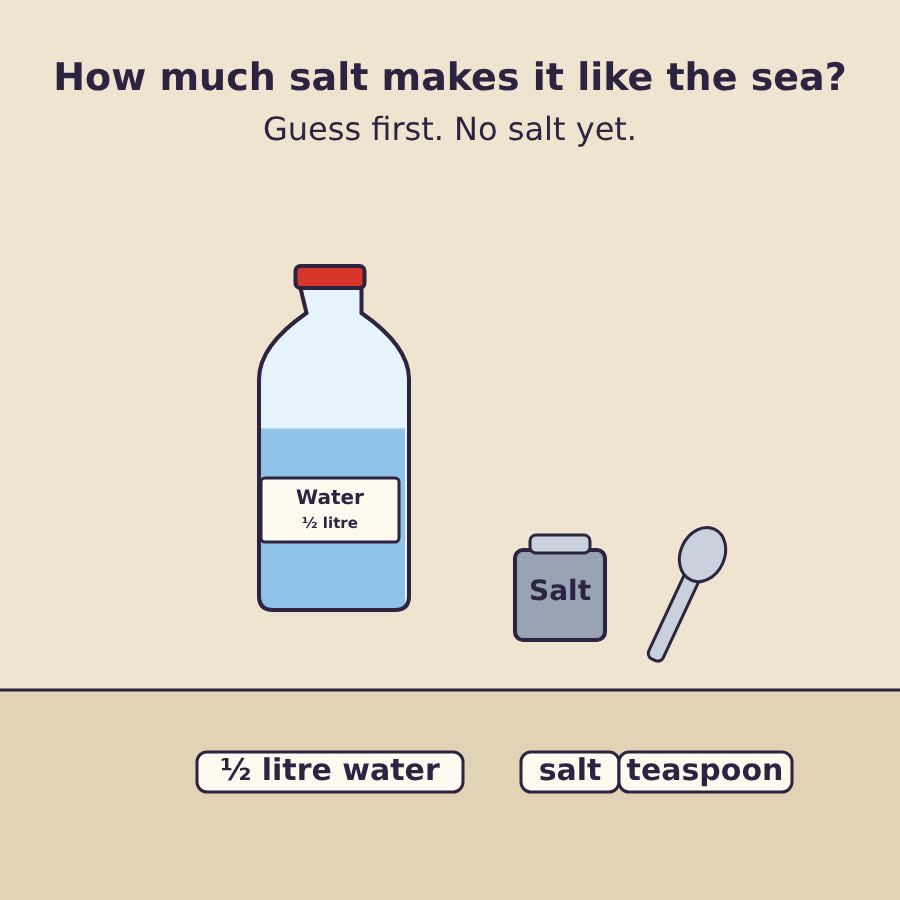 How much salt makes it like the sea?
Guess first. No salt yet.
Water
½ litre
Salt
½ litre water
salt
teaspoon